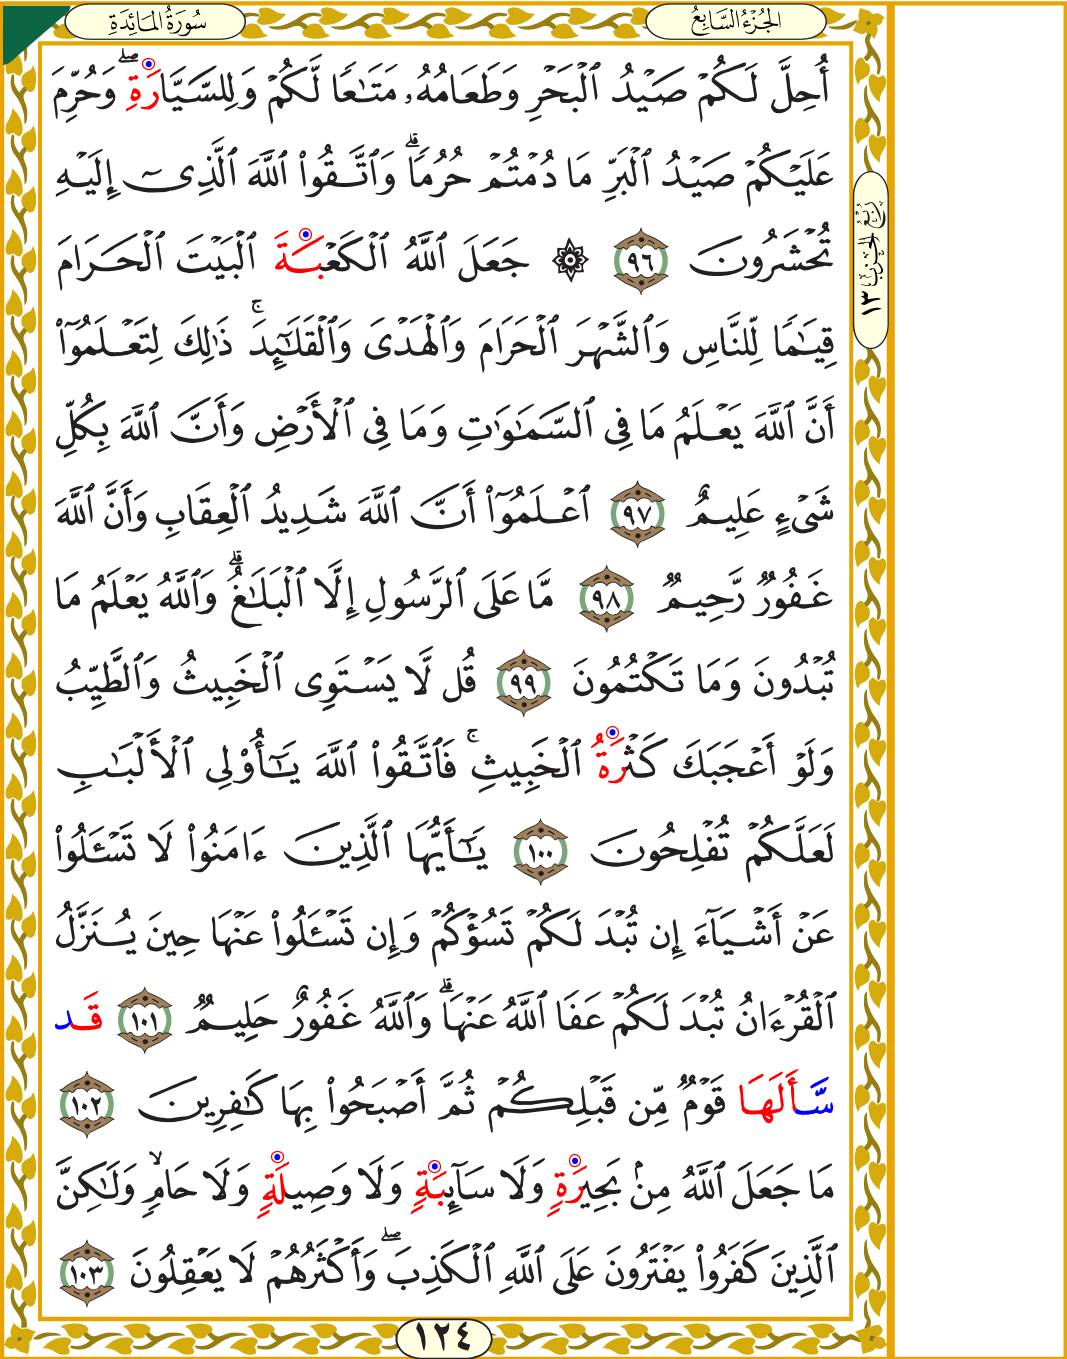 سُورَةُ المَائِدَةِ
الجُزْءُ السَّابِعُ
أُحِلَّ لَكُمۡ صَيۡدُ ٱلۡبَحۡرِ وَطَعَامُهُۥ مَتَٰعٗا لَّكُمۡ وَلِلسَّيَّارَةِۖ وَحُرِّمَ
عَلَيۡكُمۡ صَيۡدُ ٱلۡبَرِّ مَا دُمۡتُمۡ حُرُمٗاۗ وَٱتَّقُواْ ٱللَّهَ ٱلَّذِيٓ إِلَيۡهِ
تُحۡشَرُونَ ٩٦ ۞ جَعَلَ ٱللَّهُ ٱلۡكَعۡبَةَ ٱلۡبَيۡتَ ٱلۡحَرَامَ
قِيَٰمٗا لِّلنَّاسِ وَٱلشَّهۡرَ ٱلۡحَرَامَ وَٱلۡهَدۡيَ وَٱلۡقَلَٰٓئِدَۚ ذَٰلِكَ لِتَعۡلَمُوٓاْ
أَنَّ ٱللَّهَ يَعۡلَمُ مَا فِي ٱلسَّمَٰوَٰتِ وَمَا فِي ٱلۡأَرۡضِ وَأَنَّ ٱللَّهَ بِكُلِّ
شَيۡءٍ عَلِيمٌ ٩٧ ٱعۡلَمُوٓاْ أَنَّ ٱللَّهَ شَدِيدُ ٱلۡعِقَابِ وَأَنَّ ٱللَّهَ
غَفُورٞ رَّحِيمٞ ٩٨ مَّا عَلَى ٱلرَّسُولِ إِلَّا ٱلۡبَلَٰغُۗ وَٱللَّهُ يَعۡلَمُ مَا
تُبۡدُونَ وَمَا تَكۡتُمُونَ ٩٩ قُل لَّا يَسۡتَوِي ٱلۡخَبِيثُ وَٱلطَّيِّبُ
وَلَوۡ أَعۡجَبَكَ كَثۡرَةُ ٱلۡخَبِيثِۚ فَٱتَّقُواْ ٱللَّهَ يَٰٓأُوْلِي ٱلۡأَلۡبَٰبِ
لَعَلَّكُمۡ تُفۡلِحُونَ ١٠٠ يَٰٓأَيُّهَا ٱلَّذِينَ ءَامَنُواْ لَا تَسۡـَٔلُواْ
عَنۡ أَشۡيَآءَ إِن تُبۡدَ لَكُمۡ تَسُؤۡكُمۡ وَإِن تَسۡـَٔلُواْ عَنۡهَا حِينَ يُنَزَّلُ
ٱلۡقُرۡءَانُ تُبۡدَ لَكُمۡ عَفَا ٱللَّهُ عَنۡهَاۗ وَٱللَّهُ غَفُورٌ حَلِيمٞ ١٠١ قَد
سَّأَلَهَا قَوۡمٞ مِّن قَبۡلِكُمۡ ثُمَّ أَصۡبَحُواْ بِهَا كَٰفِرِينَ ١٠٢
مَا جَعَلَ ٱللَّهُ مِنۢ بَحِيرَةٖ وَلَا سَآئِبَةٖ وَلَا وَصِيلَةٖ وَلَا حَامٖ وَلَٰكِنَّ
ٱلَّذِينَ كَفَرُواْ يَفۡتَرُونَ عَلَى ٱللَّهِ ٱلۡكَذِبَۖ وَأَكۡثَرُهُمۡ لَا يَعۡقِلُونَ ١٠٣
رُبُعُ الحِزْبِ ١٣
١٢٤